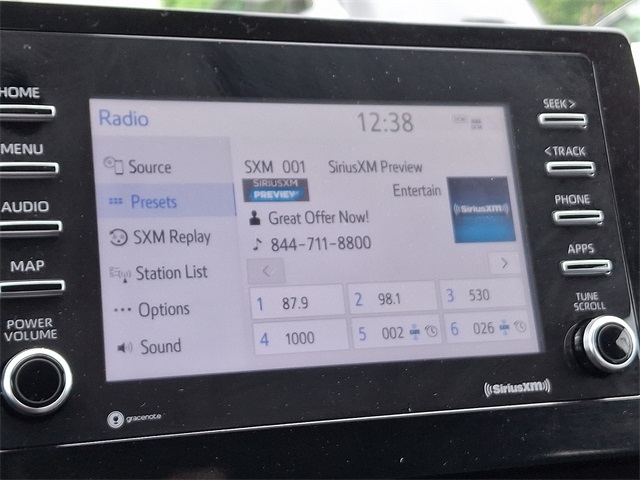 HOME
MENU
AUDIO
MAP
POWER
VOLUME
Radio
12:38
Source
Presets
SXM Replay
Station List
Options
Sound
SXM 001 SiriusXM Preview
SIRIUSXM
PREVIEW
Entertain
((SiriusXM))
Great Offer Now!
844-711-8800
<
>
1 87.9
2 98.1
3 530
4 1000
5 002
6 026
SEEK >
< TRACK
PHONE
APPS
TUNE
SCROLL
gracenote
((SiriusXM))